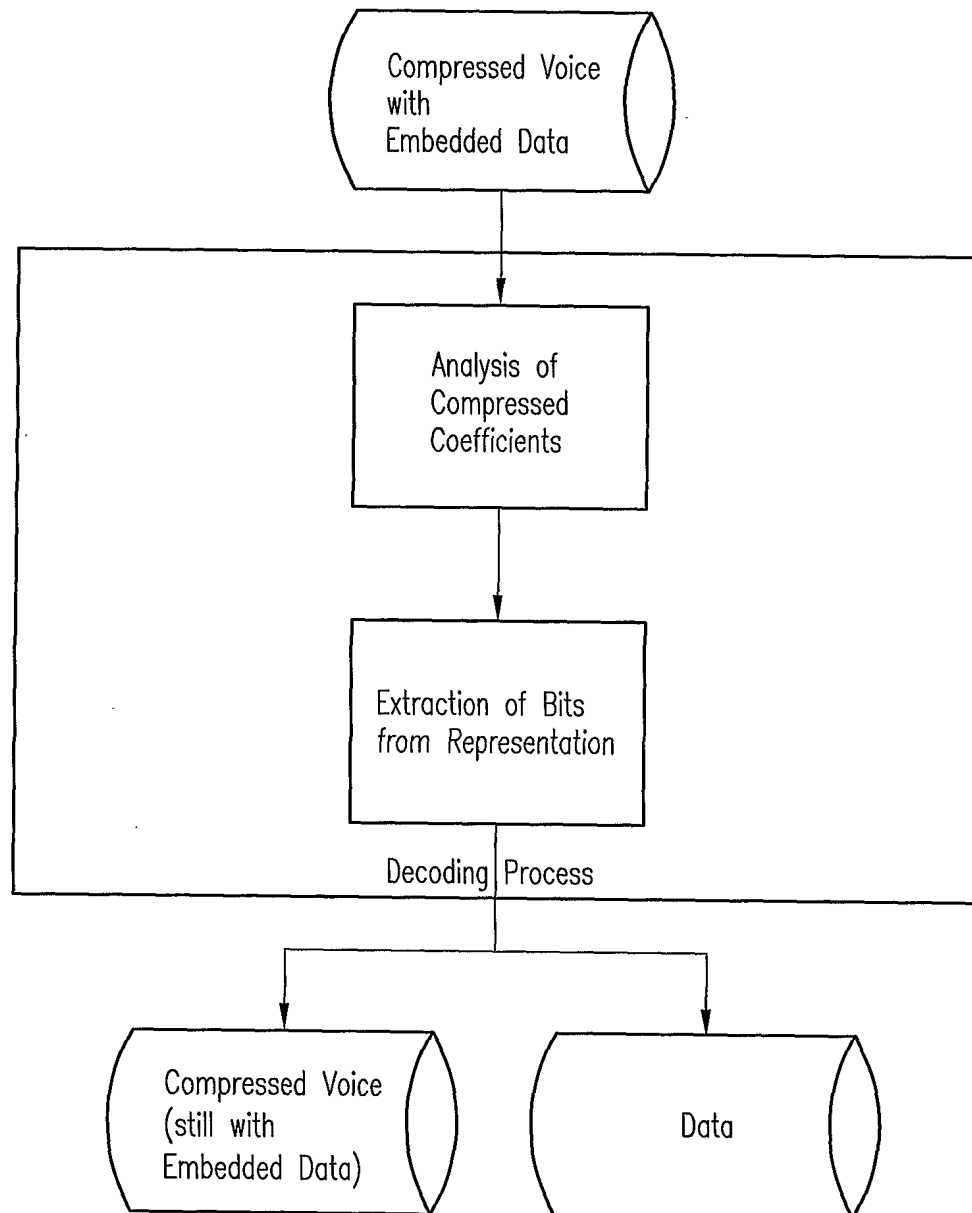 Compressed Voice
with
Embedded Data
Analysis of
Compressed
Coefficients
Extraction of Bits
from Representation
Decoding Process
Compressed Voice
(still with
Embedded Data)
Data